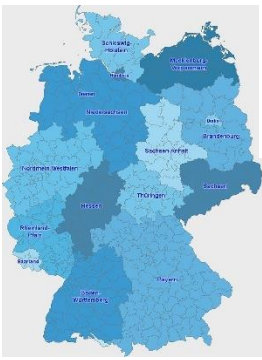 Schleswig-
Holstein
Mecklenburg-
Vorpommern
Hamburg
Bremen
Niedersachsen
Berlin
Brandenburg
Sachsen-Anhalt
Nordrhein-Westfalen
Sachsen
Hessen
Thüringen
Rheinland-
Pfalz
Saarland
Bayern
Baden-
Württemberg